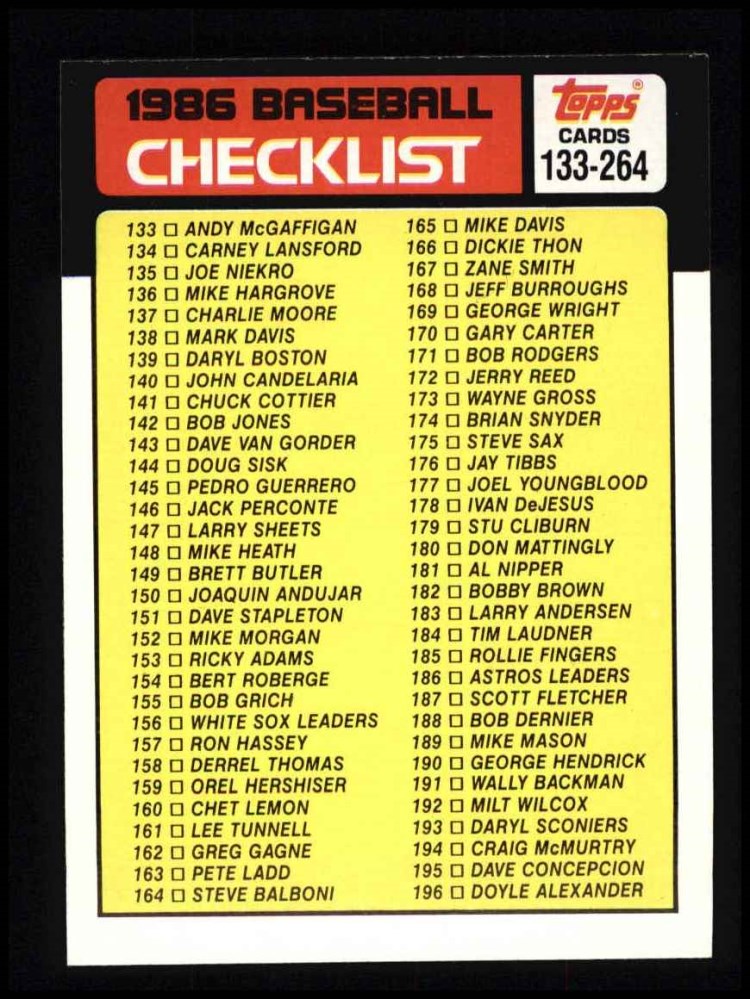 1986 BASEBALL
CHECKLIST
TOPPS®
CARDS
133-264
133 □ ANDY McGAFFIGAN
134 □ CARNEY LANSFORD
135 □ JOE NIEKRO
136 □ MIKE HARGROVE
137 □ CHARLIE MOORE
138 □ MARK DAVIS
139 □ DARYL BOSTON
140 □ JOHN CANDELARIA
141 □ CHUCK COTTIER
142 □ BOB JONES
143 □ DAVE VAN GORDER
144 □ DOUG SISK
145 □ PEDRO GUERRERO
146 □ JACK PERCONTE
147 □ LARRY SHEETS
148 □ MIKE HEATH
149 □ BRETT BUTLER
150 □ JOAQUIN ANDUJAR
151 □ DAVE STAPLETON
152 □ MIKE MORGAN
153 □ RICKY ADAMS
154 □ BERT ROBERGE
155 □ BOB GRICH
156 □ WHITE SOX LEADERS
157 □ RON HASSEY
158 □ DERREL THOMAS
159 □ OREL HERSHISER
160 □ CHET LEMON
161 □ LEE TUNNELL
162 □ GREG GAGNE
163 □ PETE LADD
164 □ STEVE BALBONI
165 □ MIKE DAVIS
166 □ DICKIE THON
167 □ ZANE SMITH
168 □ JEFF BURROUGHS
169 □ GEORGE WRIGHT
170 □ GARY CARTER
171 □ BOB RODGERS
172 □ JERRY REED
173 □ WAYNE GROSS
174 □ BRIAN SNYDER
175 □ STEVE SAX
176 □ JAY TIBBS
177 □ JOEL YOUNGBLOOD
178 □ IVAN DeJESUS
179 □ STU CLIBURN
180 □ DON MATTINGLY
181 □ AL NIPPER
182 □ BOBBY BROWN
183 □ LARRY ANDERSEN
184 □ TIM LAUDNER
185 □ ROLLIE FINGERS
186 □ ASTROS LEADERS
187 □ SCOTT FLETCHER
188 □ BOB DERNIER
189 □ MIKE MASON
190 □ GEORGE HENDRICK
191 □ WALLY BACKMAN
192 □ MILT WILCOX
193 □ DARYL SCONIERS
194 □ CRAIG McMURTRY
195 □ DAVE CONCEPCION
196 □ DOYLE ALEXANDER